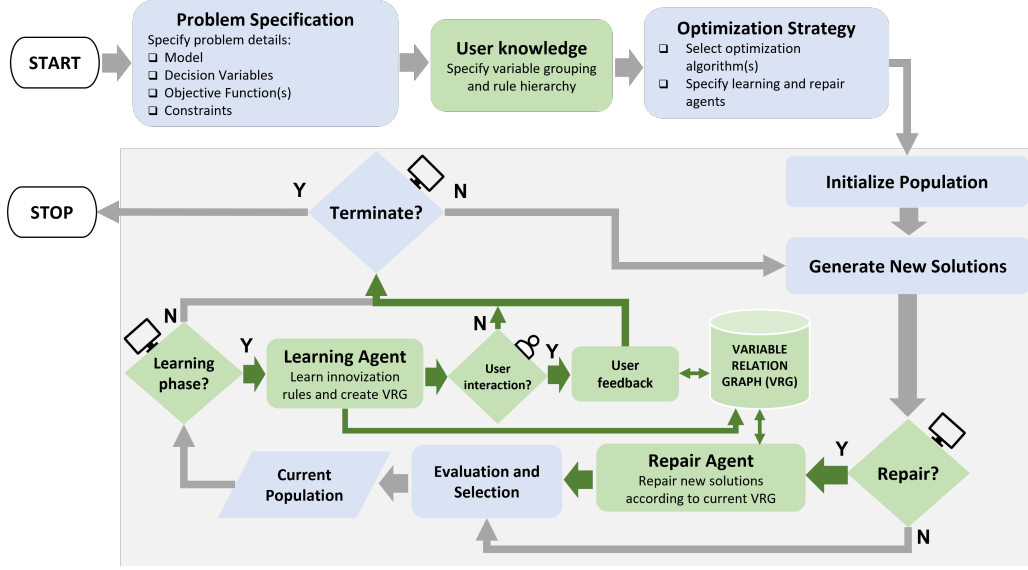 START
Problem Specification
Specify problem details:
❑ Model
❑ Decision Variables
❑ Objective Function(s)
❑ Constraints
User knowledge
Specify variable grouping
and rule hierarchy
Optimization Strategy
❑ Select optimization
algorithm(s)
❑ Specify learning and repair
agents
Initialize Population
Generate New Solutions
STOP
Y
Terminate?
N
N
Learning
phase?
Y
Learning Agent
Learn innovization
rules and create VRG
N
User
interaction?
Y
User
feedback
VARIABLE
RELATION
GRAPH (VRG)
Current
Population
Evaluation and
Selection
Repair Agent
Repair new solutions
according to current VRG
Y
Repair?
N